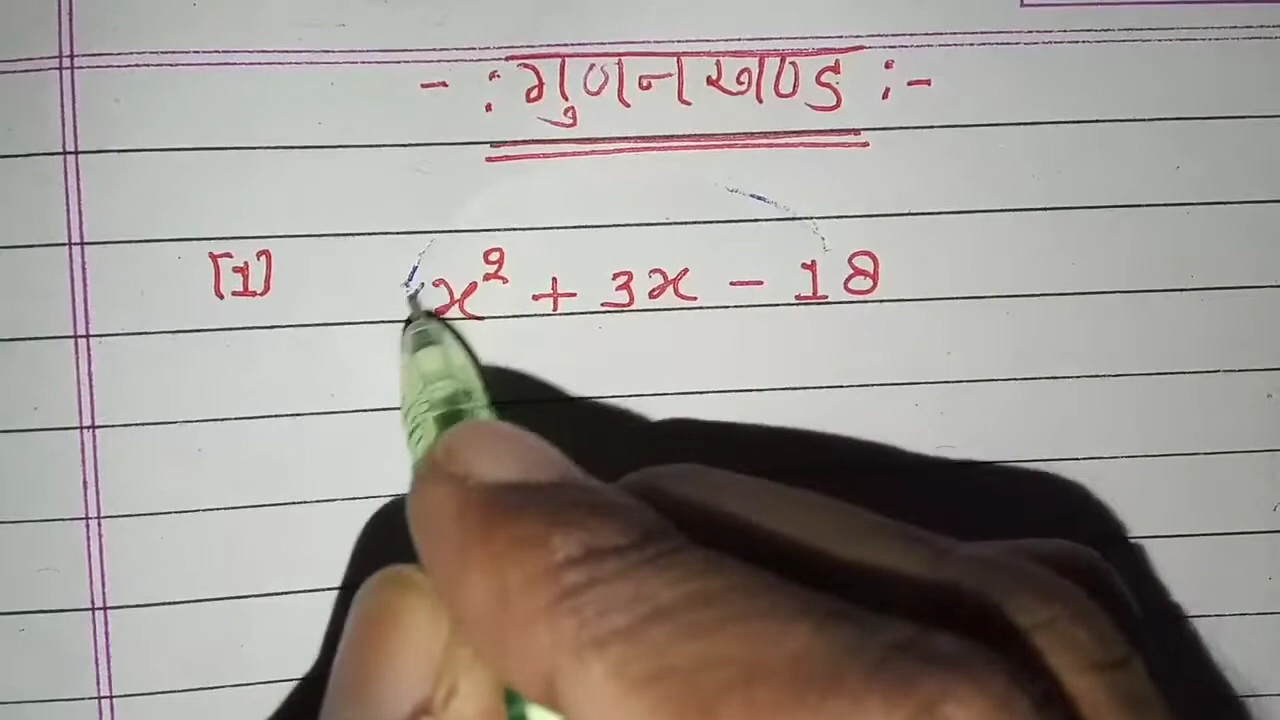 - : गुणनखण्ड : -
[1] x² + 3x - 18